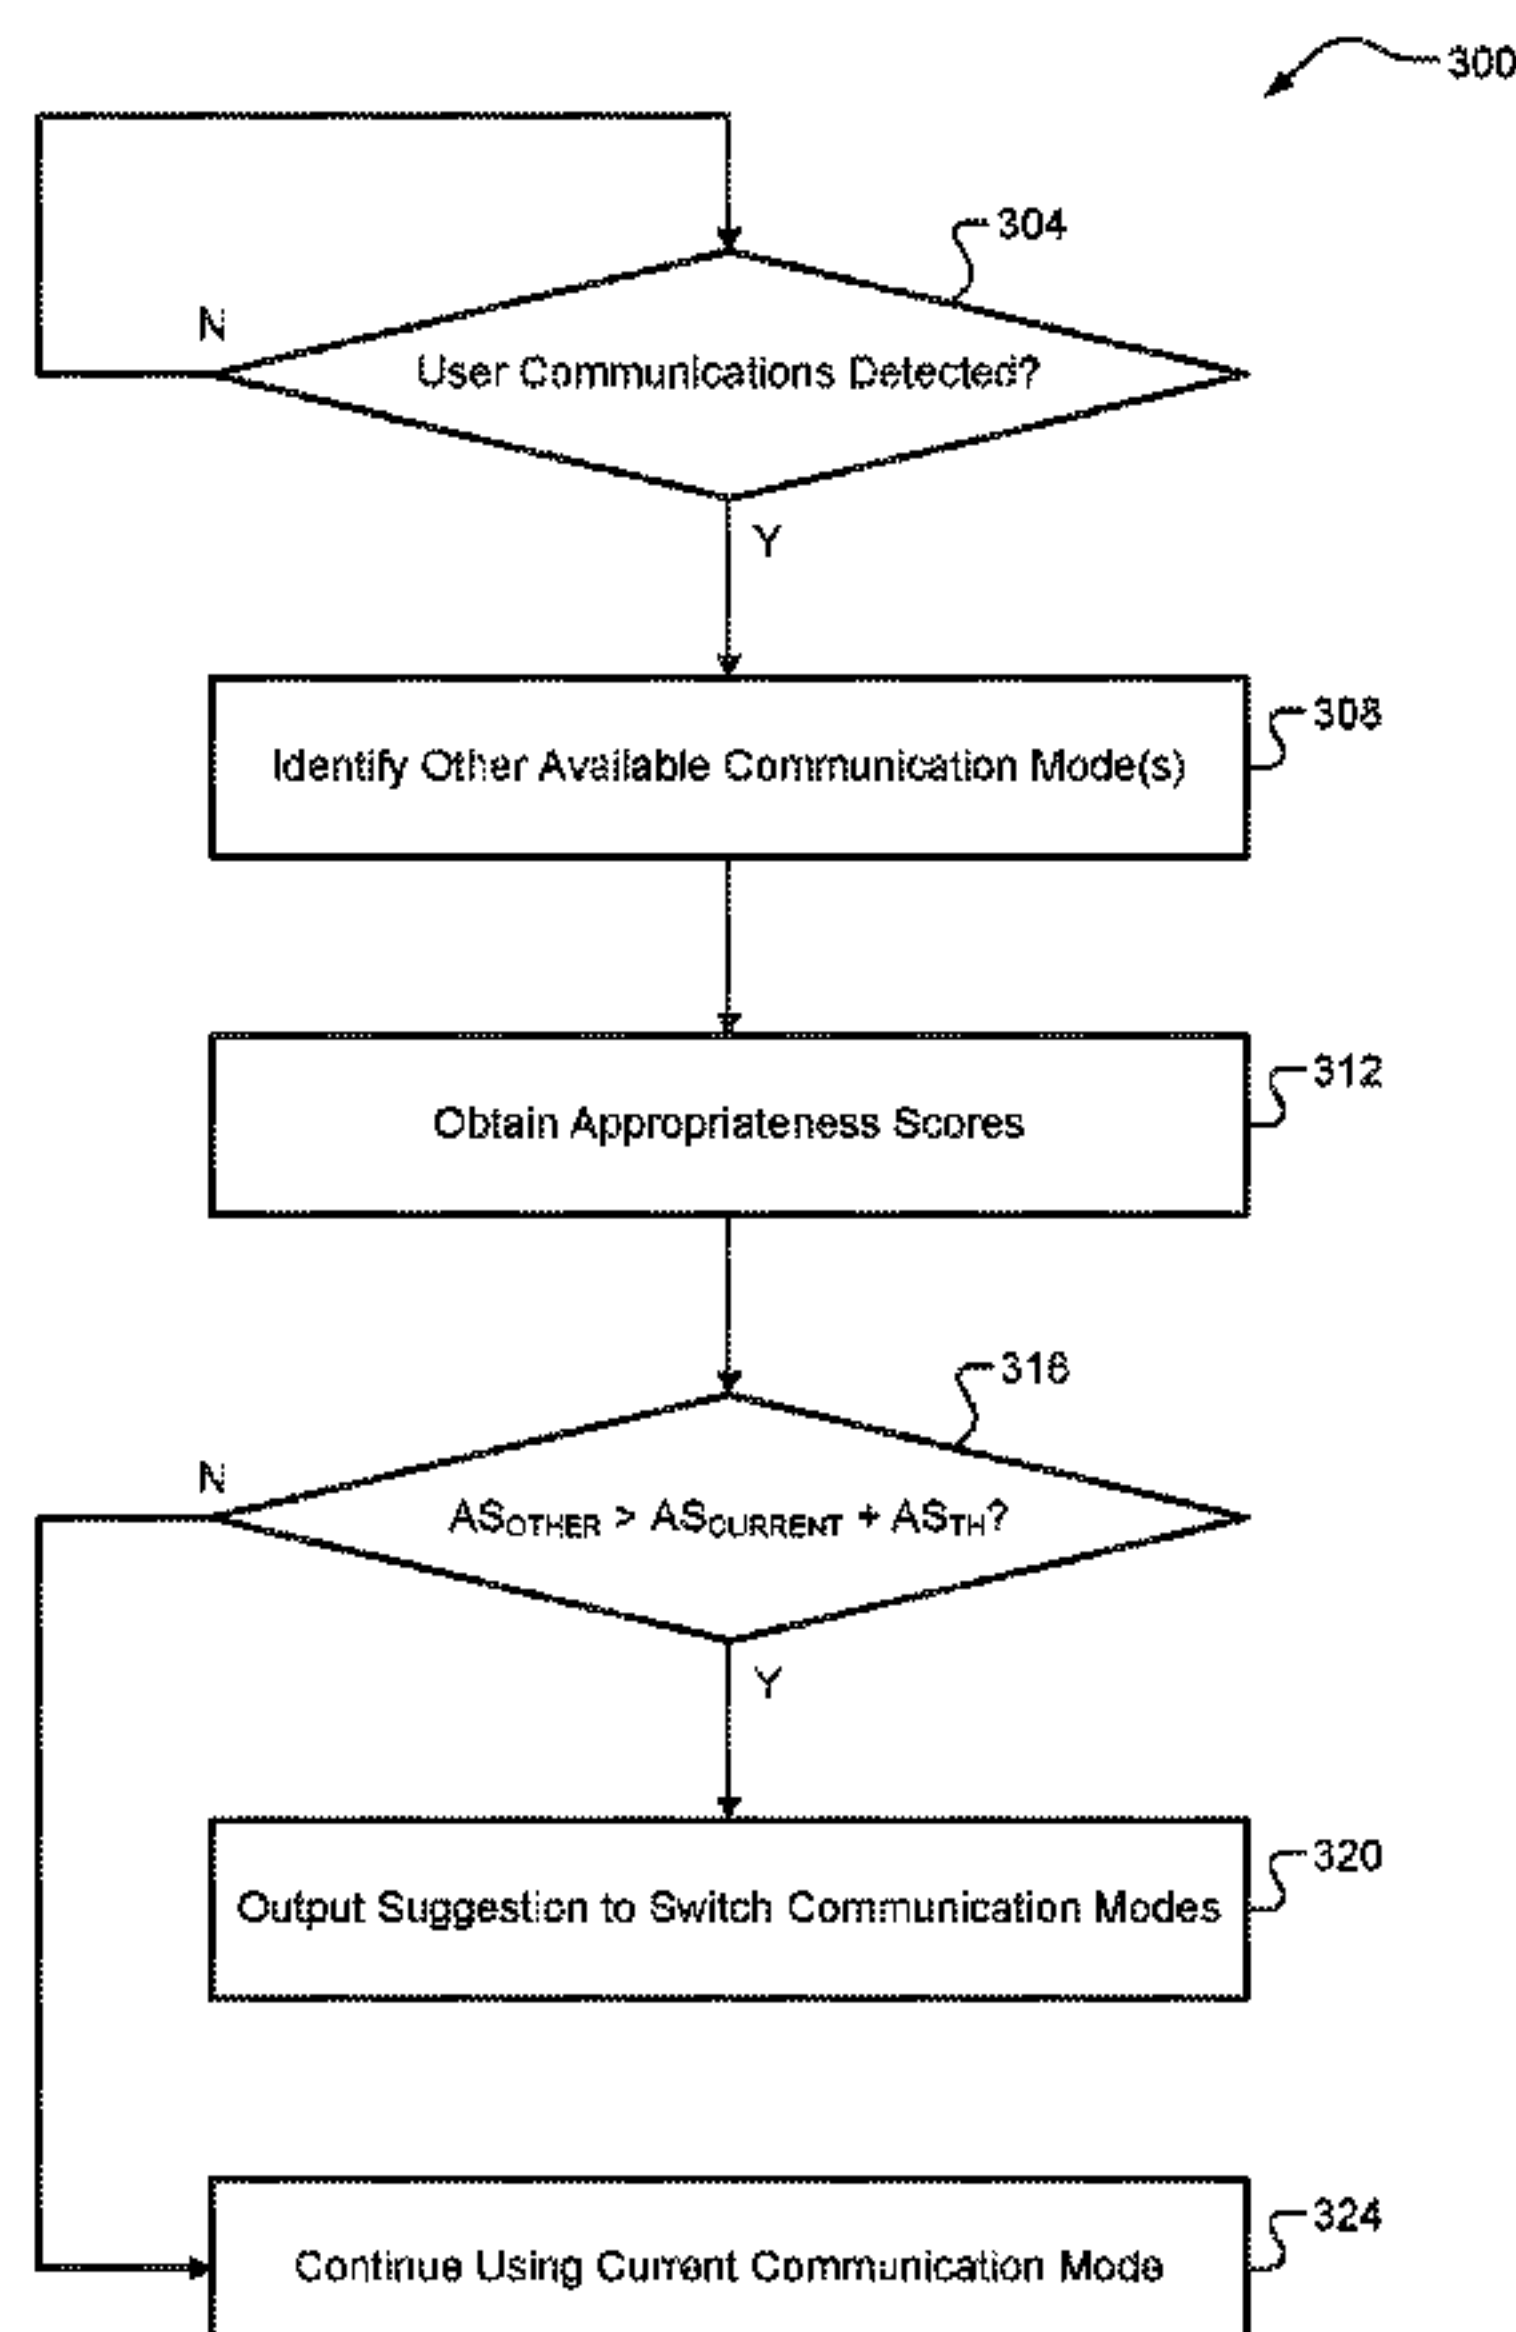 300
304
N
User Communications Detected?
Y
308
Identify Other Available Communication Mode(s)
312
Obtain Appropriateness Scores
316
N
ASOTHER > ASCURRENT + ASTH?
Y
320
Output Suggestion to Switch Communication Modes
324
Continue Using Current Communication Mode